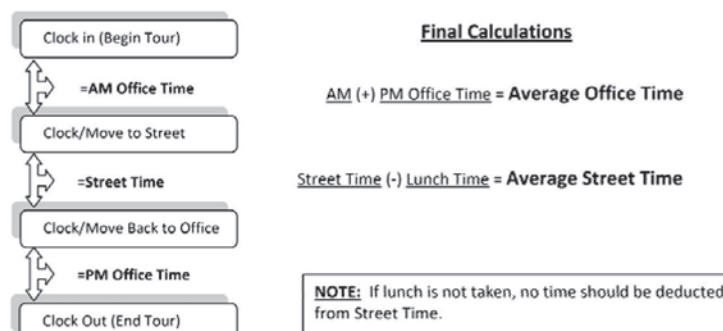 Clock in (Begin Tour)
=AM Office Time
Clock/Move to Street
=Street Time
Clock/Move Back to Office
=PM Office Time
Clock Out (End Tour)
Final Calculations
AM (+) PM Office Time = Average Office Time
Street Time (-) Lunch Time = Average Street Time
NOTE: If lunch is not taken, no time should be deducted
from Street Time.